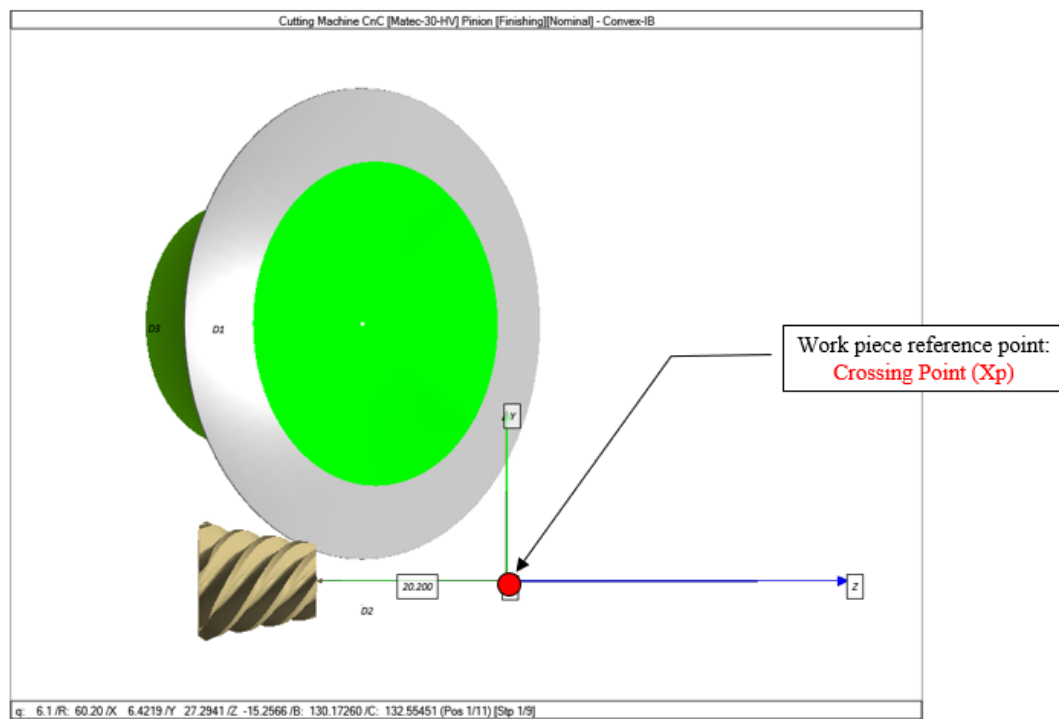 Cutting Machine CnC [Matec-30-HV] Pinion [Finishing][Nominal] - Convex-IB
D3
D1
Work piece reference point:
Crossing Point (Xp)
Y
20.200
Z
D2
q: 6.1 /R: 60.20 /X 6.4219 /Y 27.2941 /Z -15.2566 /B: 130.17260 /C: 132.55451 (Pos 1/11) [Stp 1/9]